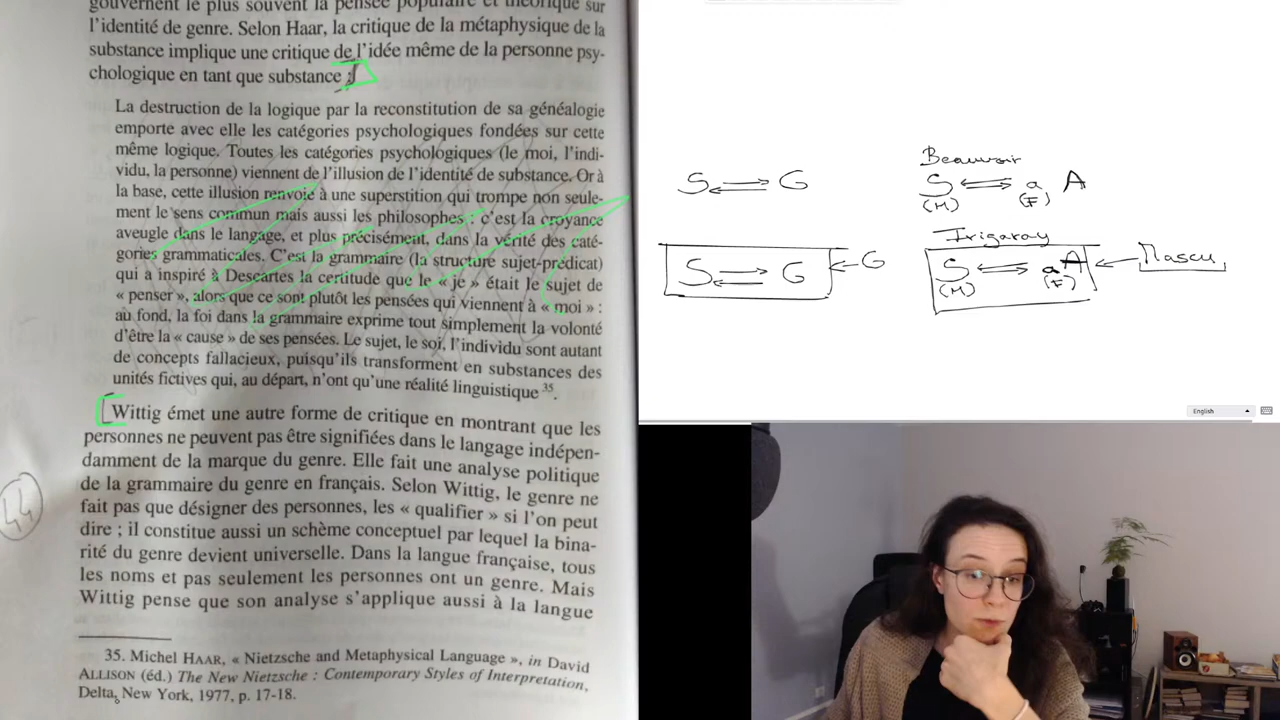 gouvernent le plus souvent la pensée populaire et théorique sur
l'identité de genre. Selon Haar, la critique de la métaphysique de la
substance implique une critique de l'idée même de la personne psy-
chologique en tant que substance :
La destruction de la logique par la reconstitution de sa généalogie
emporte avec elle les catégories psychologiques fondées sur cette
même logique. Toutes les catégories psychologiques (le moi, l'indi-
vidu, la personne) viennent de l'illusion de l'identité de substance. Or à
la base, cette illusion renvoie à une superstition qui trompe non seule-
ment le sens commun mais aussi les philosophes : c'est la croyance
aveugle dans le langage, et plus précisément, dans la vérité des caté-
gories grammaticales. C'est la grammaire (la structure sujet-prédicat)
qui a inspiré à Descartes la certitude que le « je » était le sujet de
« penser », alors que ce sont plutôt les pensées qui viennent à « moi » :
au fond, la foi dans la grammaire exprime tout simplement la volonté
d'être la « cause » de ses pensées. Le sujet, le soi, l'individu sont autant
de concepts fallacieux, puisqu'ils transforment en substances des
unités fictives qui, au départ, n'ont qu'une réalité linguistique 35.
Wittig émet une autre forme de critique en montrant que les
personnes ne peuvent pas être signifiées dans le langage indépen-
damment de la marque du genre. Elle fait une analyse politique
de la grammaire du genre en français. Selon Wittig, le genre ne
fait pas que désigner des personnes, les « qualifier » si l'on peut
dire ; il constitue aussi un schème conceptuel par lequel la bina-
rité du genre devient universelle. Dans la langue française, tous
les noms et pas seulement les personnes ont un genre. Mais
Wittig pense que son analyse s'applique aussi à la langue
35. Michel HAAR, « Nietzsche and Metaphysical Language », in David
ALLISON (éd.) The New Nietzsche : Contemporary Styles of Interpretation,
Delta, New York, 1977, p. 17-18.
44
S ⇄ G
S ⇄ G ← G
Beauvoir
S ⇄ a, A
(M) (F)
Irigaray
S ⇄ a A ← Mascu
(M) (F)
English